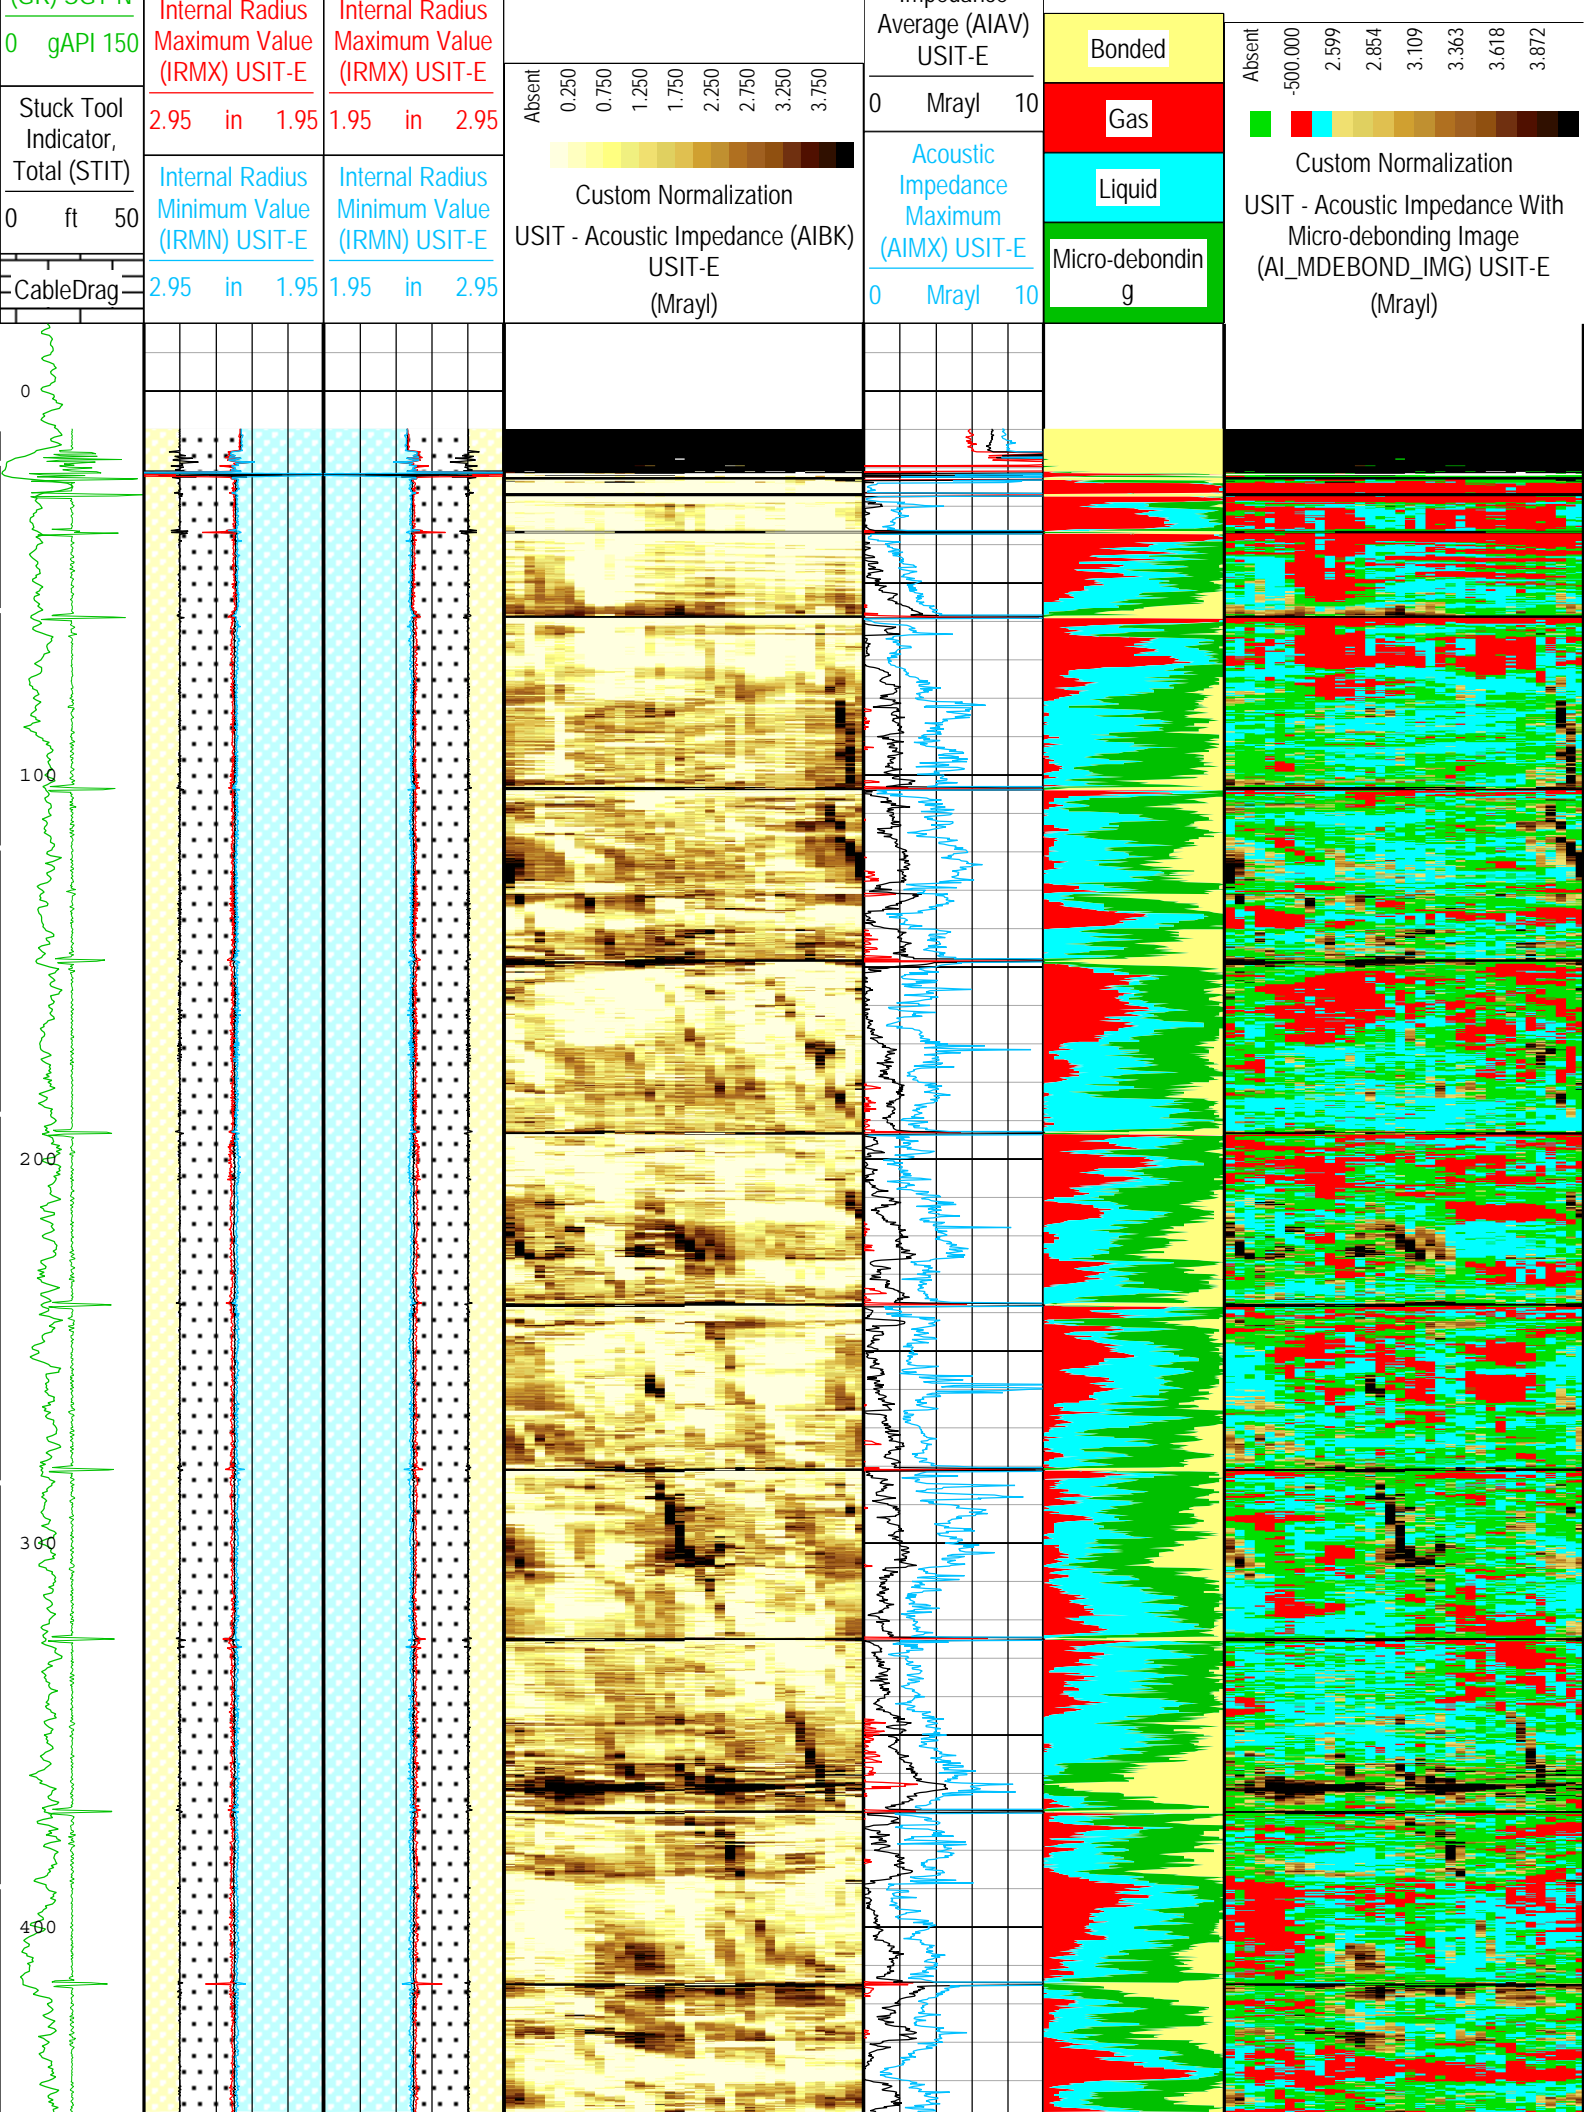 (GR) SGT-N
0 gAPI 150
Stuck Tool
Indicator,
Total (STIT)
0 ft 50
CableDrag
Internal Radius
Maximum Value
(IRMX) USIT-E
2.95 in 1.95
Internal Radius
Minimum Value
(IRMN) USIT-E
2.95 in 1.95
Internal Radius
Maximum Value
(IRMX) USIT-E
1.95 in 2.95
Internal Radius
Minimum Value
(IRMN) USIT-E
1.95 in 2.95
Absent
0.250
0.750
1.250
1.750
2.250
2.750
3.250
3.750
Custom Normalization
USIT - Acoustic Impedance (AIBK)
USIT-E
(Mrayl)
Impedance
Average (AIAV)
USIT-E
0 Mrayl 10
Acoustic
Impedance
Maximum
(AIMX) USIT-E
0 Mrayl 10
Bonded
Gas
Liquid
Micro-debondin
g
Absent
-500.000
2.599
2.854
3.109
3.363
3.618
3.872
Custom Normalization
USIT - Acoustic Impedance With
Micro-debonding Image
(AI_MDEBOND_IMG) USIT-E
(Mrayl)
0
100
200
300
400